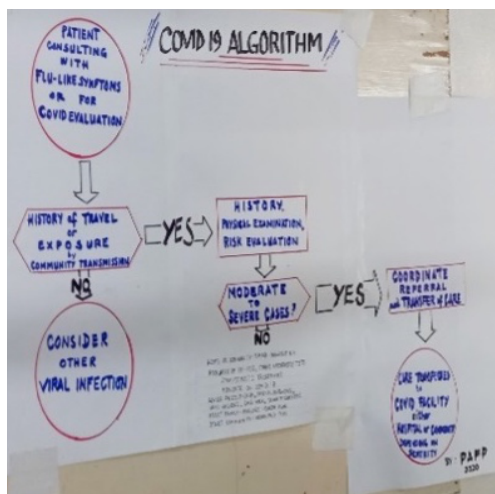 COVID 19 ALGORITHM
PATIENT
CONSULTING
WITH
FLU-LIKE SYMPTOMS
OR FOR
COVID EVALUATION
HISTORY of TRAVEL
or
EXPOSURE
by
COMMUNITY TRANSMISSION
YES
HISTORY,
PHYSICAL EXAMINATION,
RISK EVALUATION
NO
CONSIDER
OTHER
VIRAL INFECTION
MODERATE
TO
SEVERE CASES?
YES
NO
COORDINATE
REFERRAL
and TRANSFER of CARE
CARE TRANSFERRED
to
COVID FACILITY
either
HOSPITAL or COMMUNITY
DEPENDING on
SEVERITY
PAFP
2020